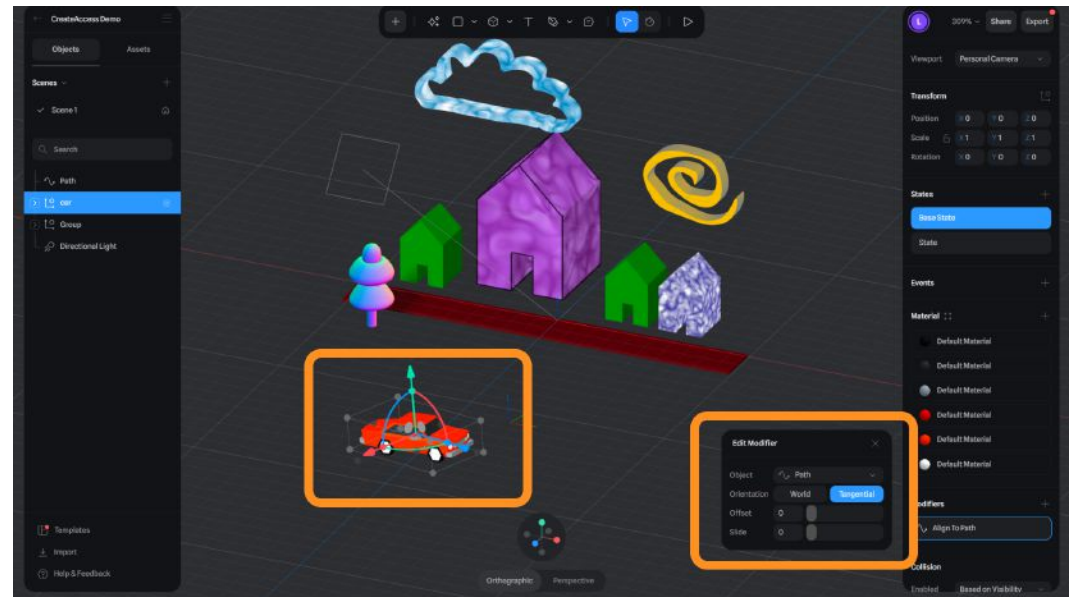 CreateAccess Demo
Objects Assets
Scenes
Scene 1
Search
Path
car
Group
Directional Light
Templates
Import
Help & Feedback
T
L 309% Share Export
Viewport Personal Camera
Transform
Position X 0 Y 0 Z 0
Scale X 1 Y 1 Z 1
Rotation X 0 Y 0 Z 0
States
Base State
State
Events
Material
Default Material
Default Material
Default Material
Default Material
Default Material
Default Material
Modifiers
Align To Path
Collision
Enabled Based on Visibility
Edit Modifier
Object Path
Orientation World Tangential
Offset 0
Slide 0
Orthographic Perspective